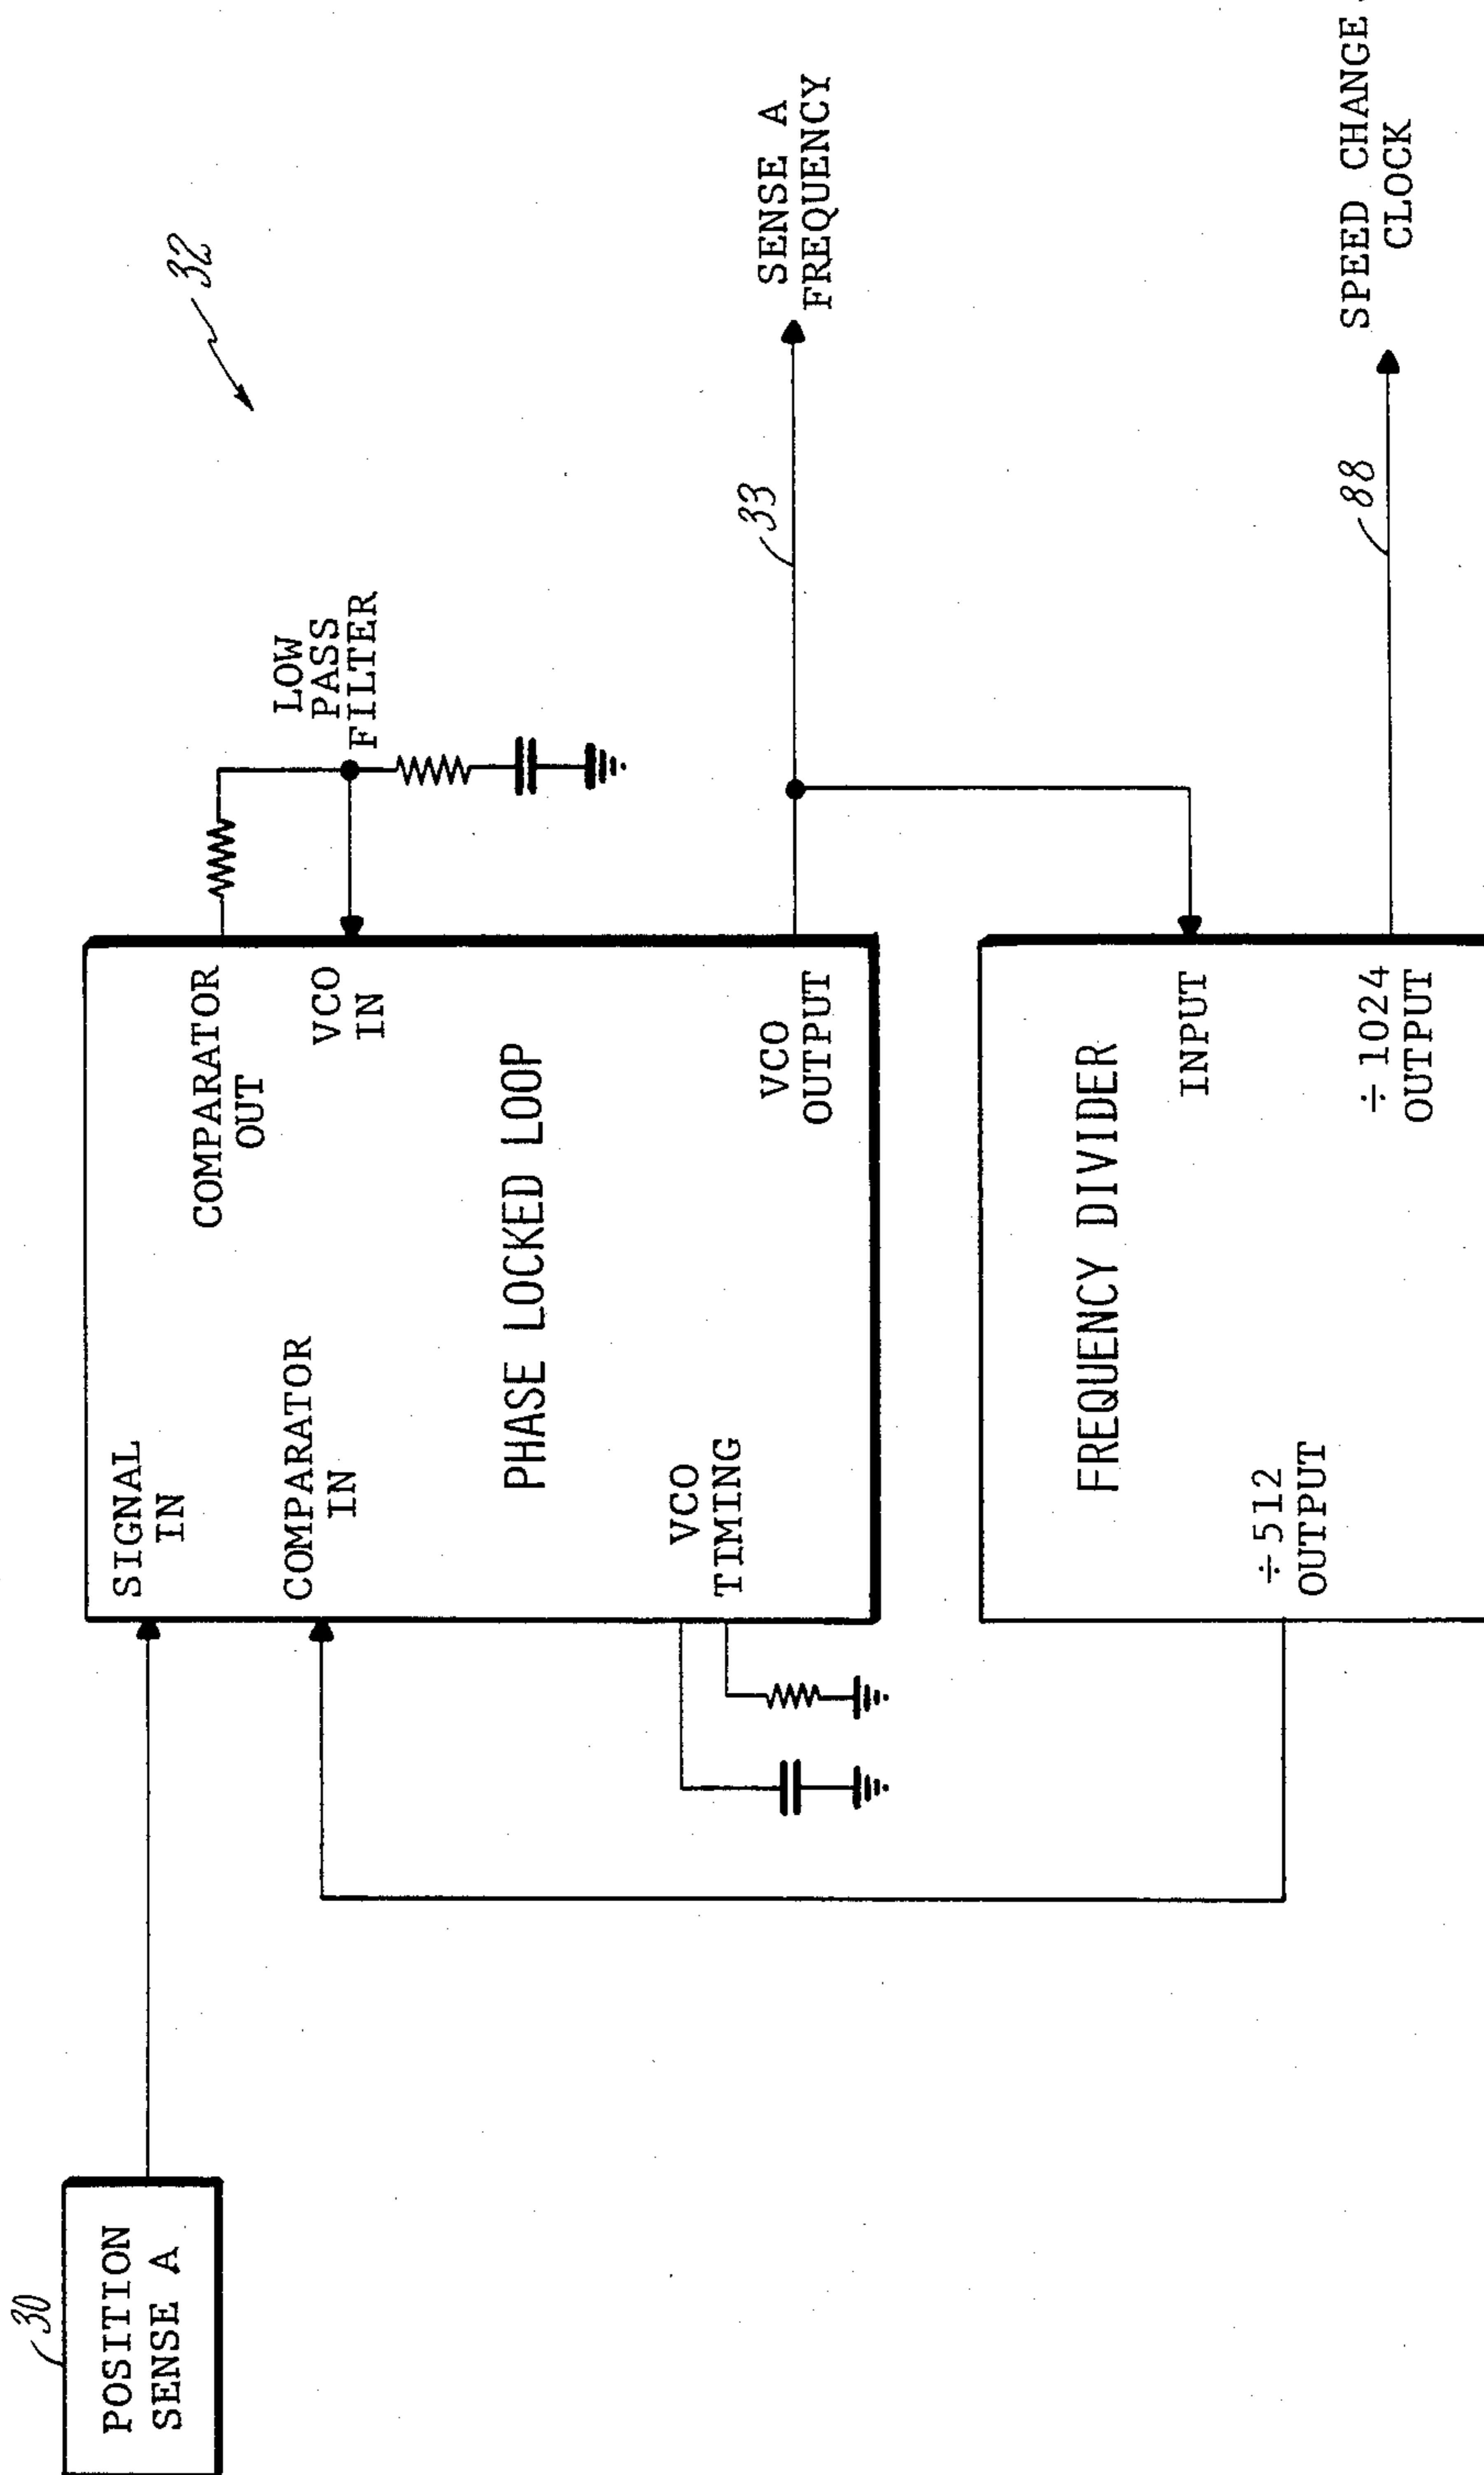 30
POSITION
SENSE A
SIGNAL
IN
COMPARATOR
IN
PHASE LOCKED LOOP
VCO
TIMING
COMPARATOR
OUT
VCO
IN
VCO
OUTPUT
LOW
PASS
FILTER
32
33
SENSE A
FREQUENCY
FREQUENCY DIVIDER
÷512
OUTPUT
INPUT
÷1024
OUTPUT
88
SPEED CHANGE
CLOCK